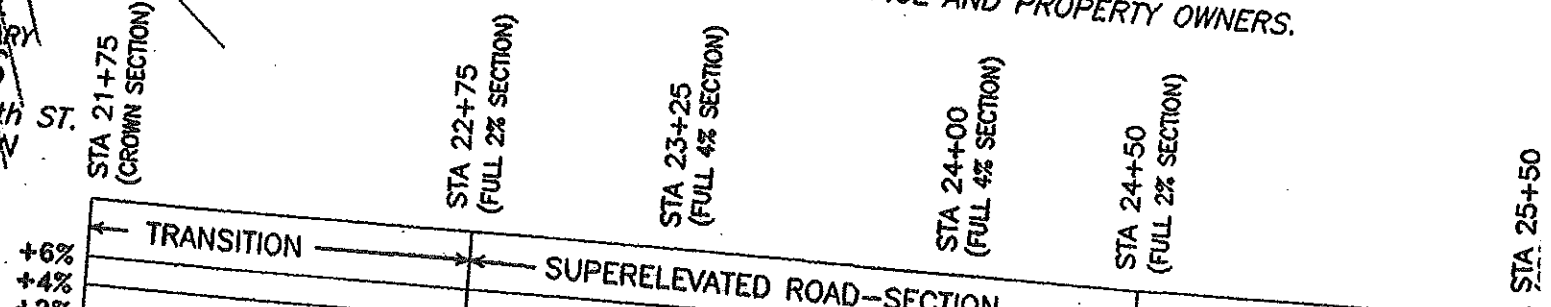 AND PROPERTY OWNERS.
th ST.
STA 21+75
(CROWN SECTION)
STA 22+75
(FULL 2% SECTION)
STA 23+25
(FULL 4% SECTION)
STA 24+00
(FULL 4% SECTION)
STA 24+50
(FULL 2% SECTION)
STA 25+50
TRANSITION
SUPERELEVATED ROAD-SECTION
+6%
+4%
+2%